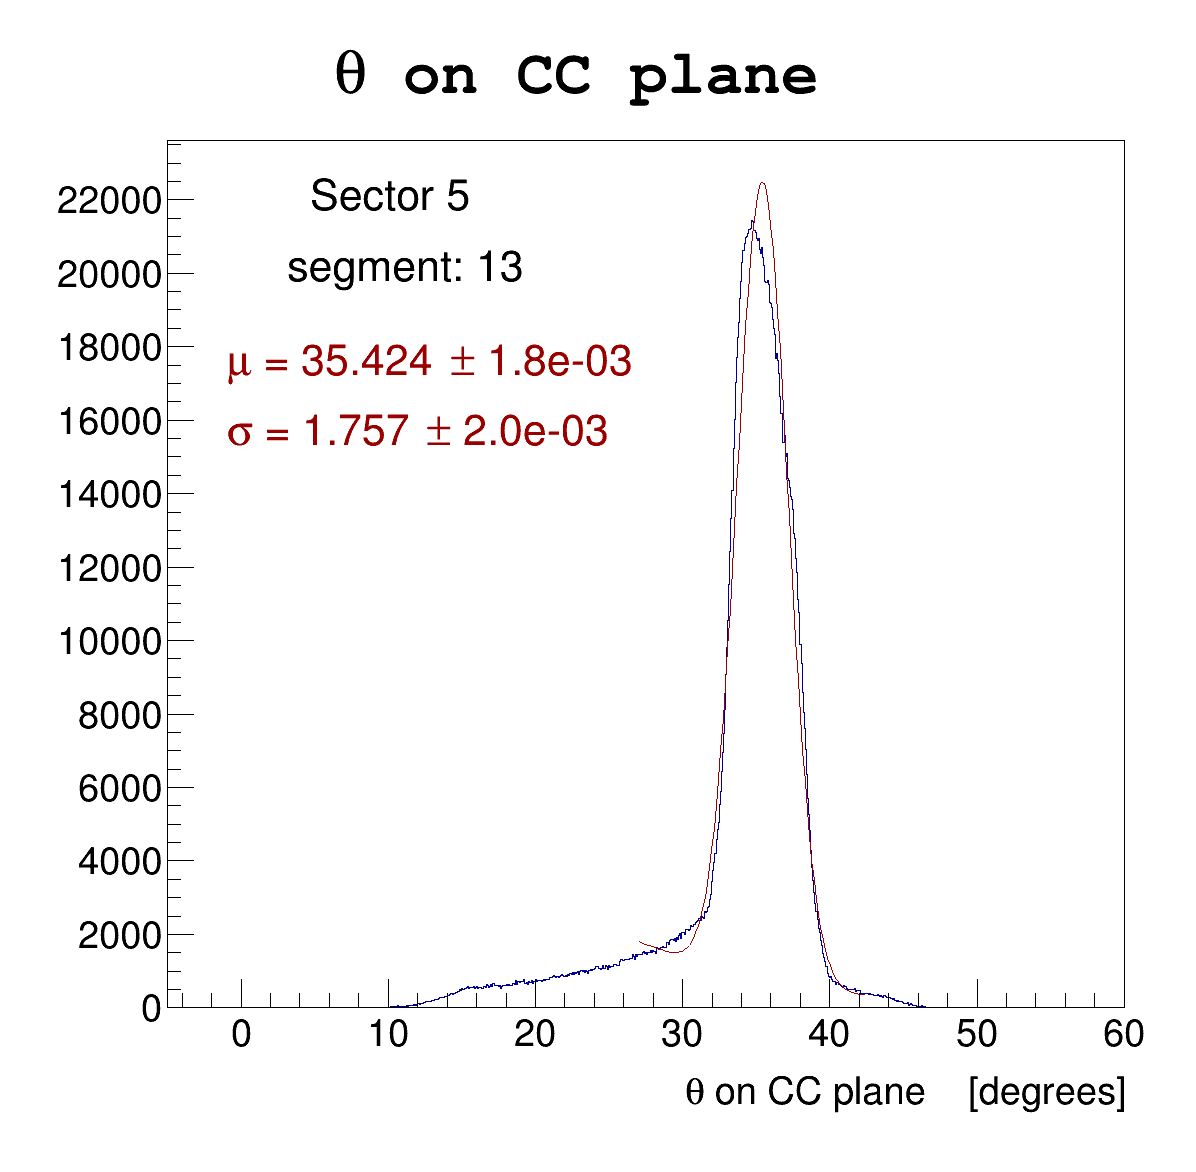 θ on CC plane
Sector 5
segment: 13
μ = 35.424 ± 1.8e-03
σ = 1.757 ± 2.0e-03
22000
20000
18000
16000
14000
12000
10000
8000
6000
4000
2000
0
0 10 20 30 40 50 60
θ on CC plane [degrees]